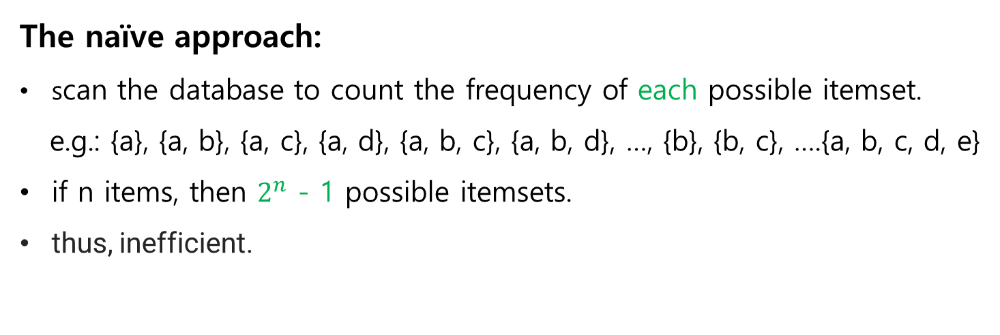 The naïve approach:
• scan the database to count the frequency of each possible itemset.
e.g.: {a}, {a, b}, {a, c}, {a, d}, {a, b, c}, {a, b, d}, ..., {b}, {b, c}, ....{a, b, c, d, e}
• if n items, then 2ⁿ - 1 possible itemsets.
• thus, inefficient.